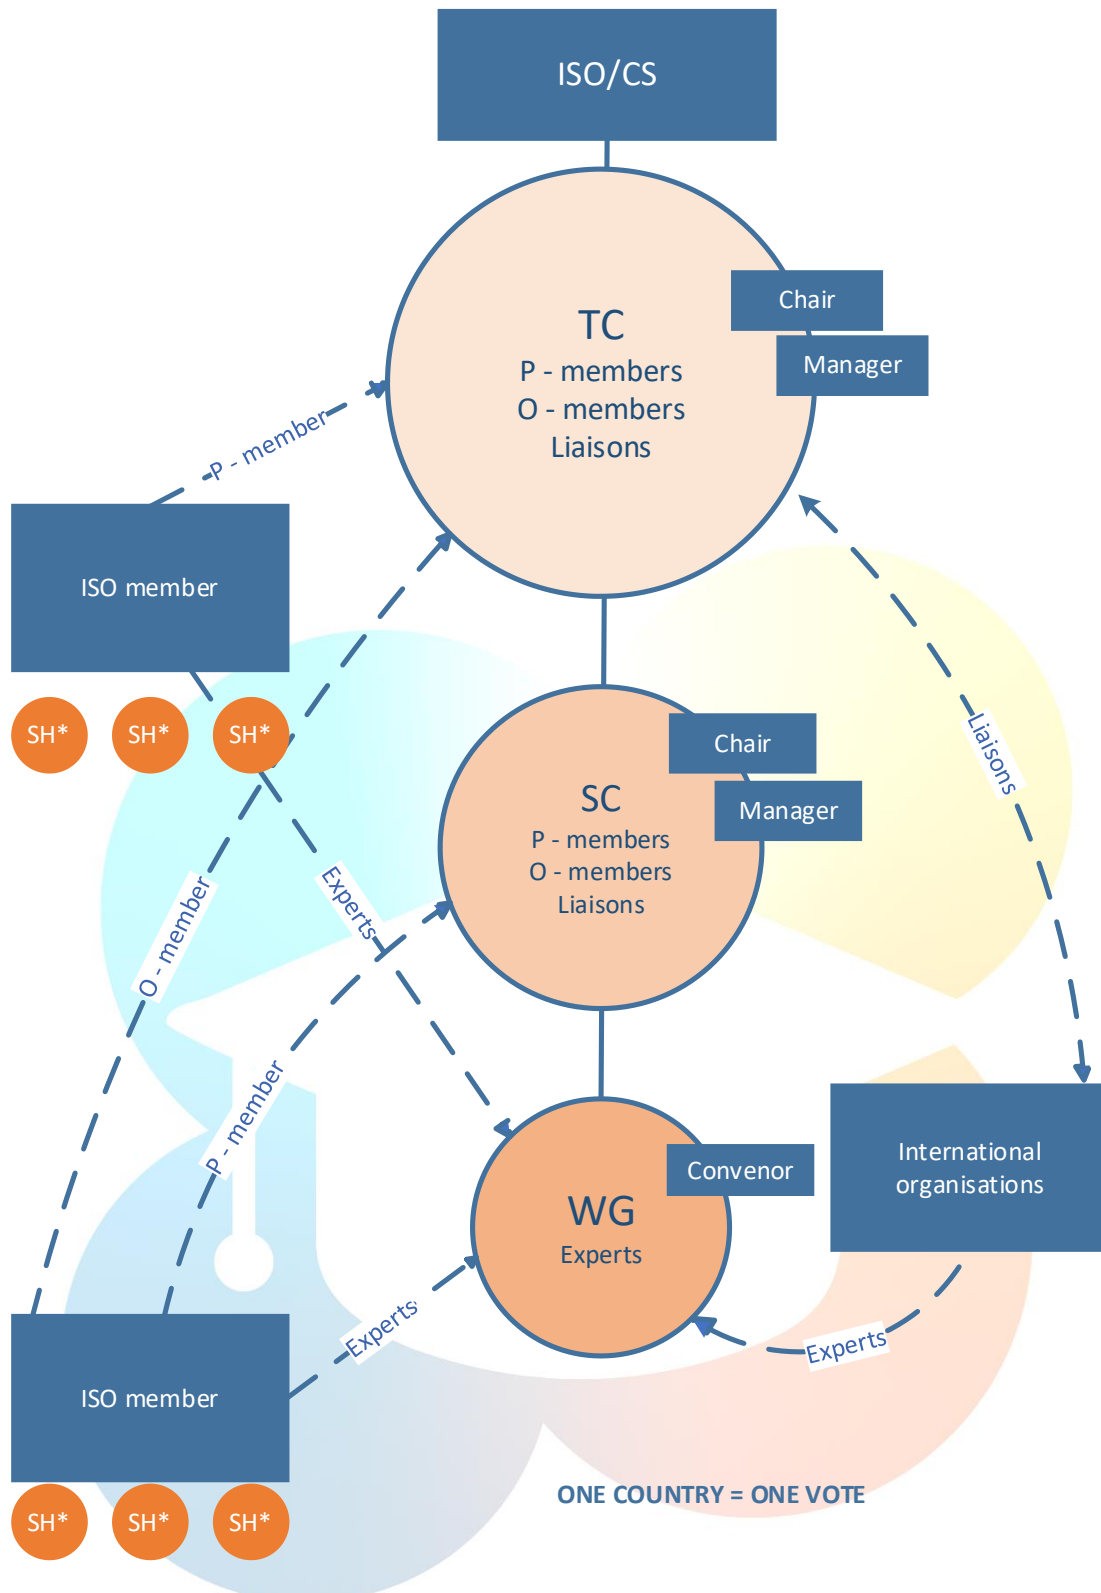 ISO/CS
Chair
TC
Manager
P - members
O - members
Liaisons
P - member
ISO member
SH* SH* SH*
Liaisons
Chair
SC
Manager
P - members
O - members
Liaisons
Experts
O - member
P - member
Convenor
International
organisations
WG
Experts
Experts
Experts
ISO member
ONE COUNTRY = ONE VOTE
SH* SH* SH*